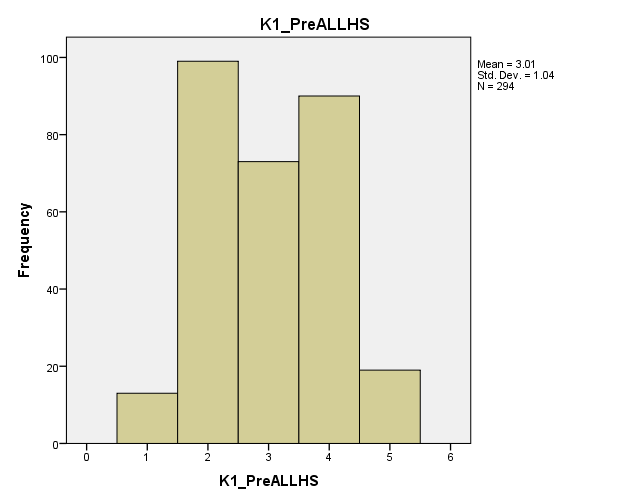 K1_PreALLHS
Mean = 3.01
Std. Dev. = 1.04
N = 294
100
80
60
40
20
0
Frequency
0 1 2 3 4 5 6
K1_PreALLHS